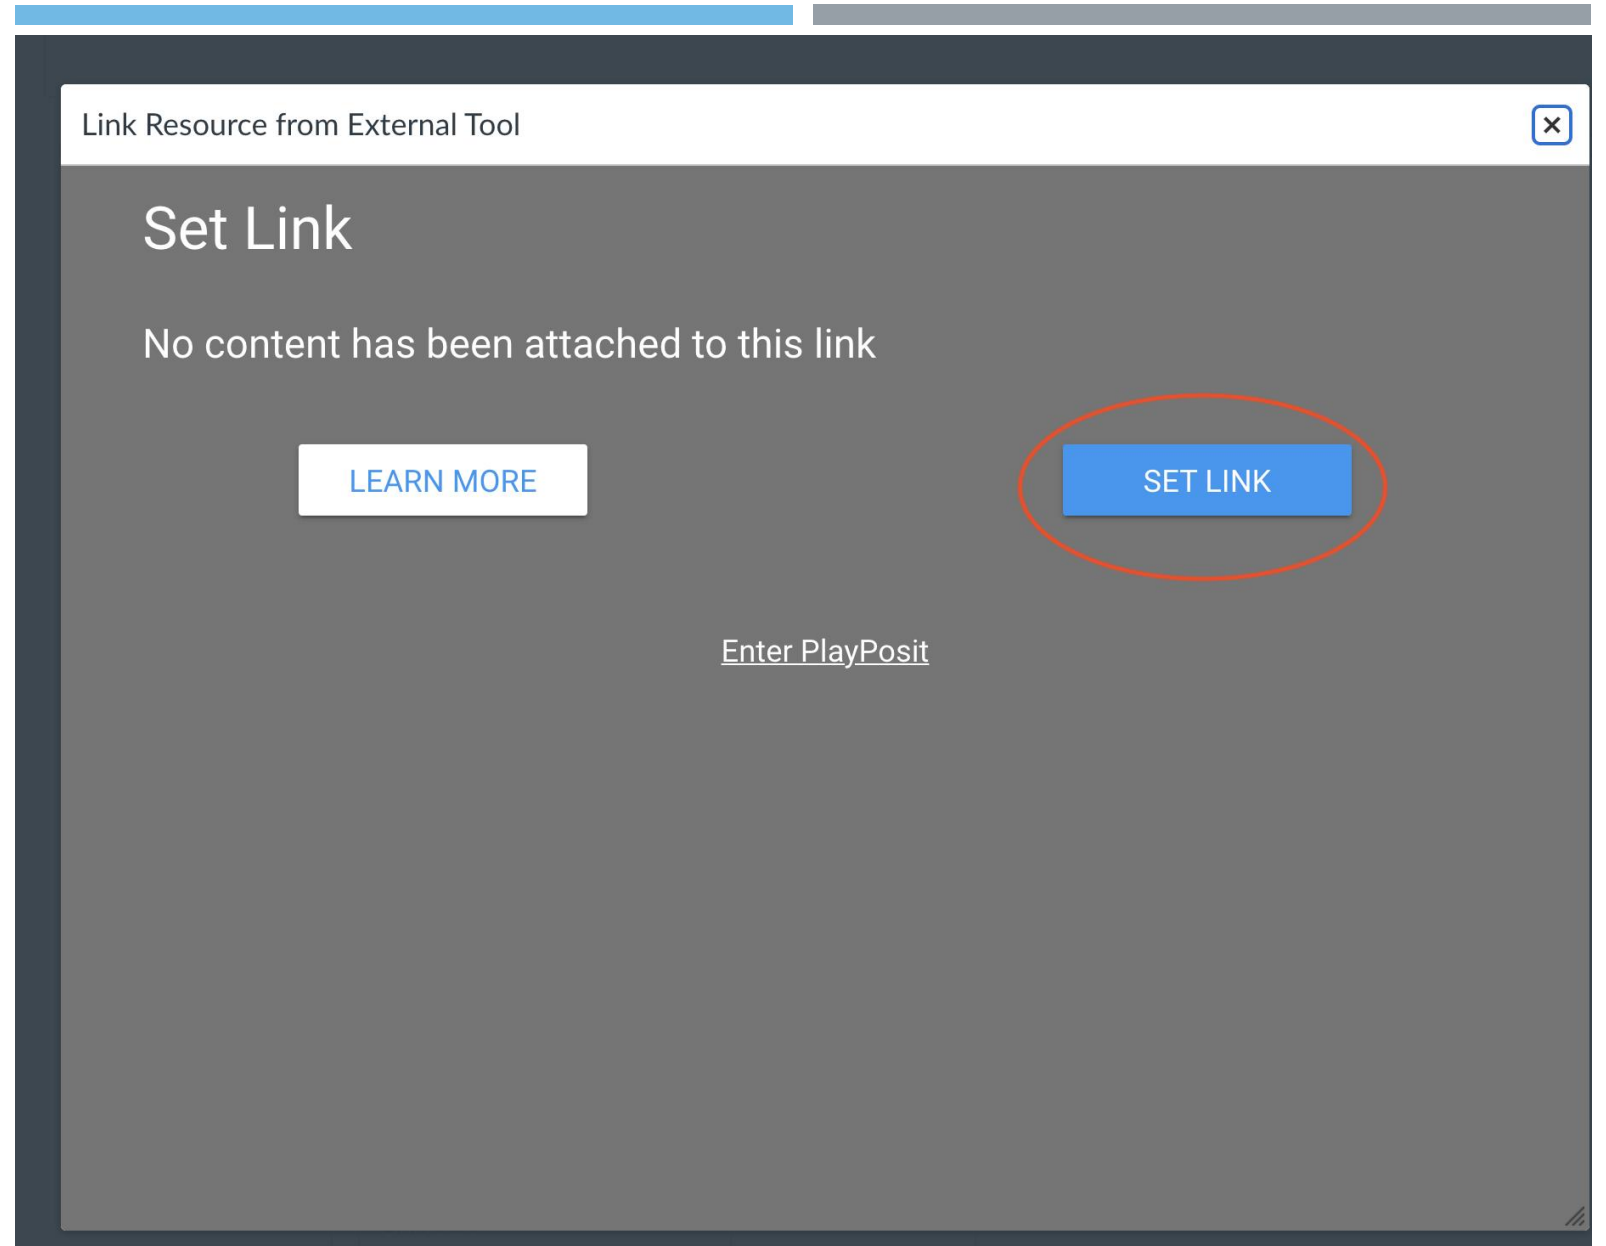 Link Resource from External Tool
Set Link
No content has been attached to this link
LEARN MORE
SET LINK
Enter PlayPosit